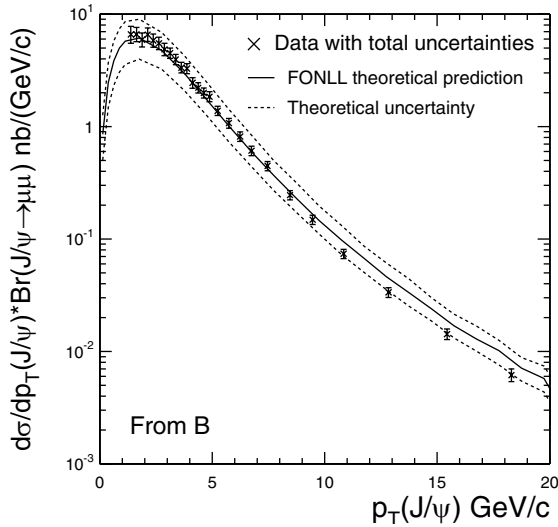 dσ/dp_T(J/ψ)*Br(J/ψ→μμ) nb/(GeV/c)
10
1
10⁻¹
10⁻²
10⁻³
Data with total uncertainties
FONLL theoretical prediction
Theoretical uncertainty
From B
0 5 10 15 20
p_T(J/ψ) GeV/c